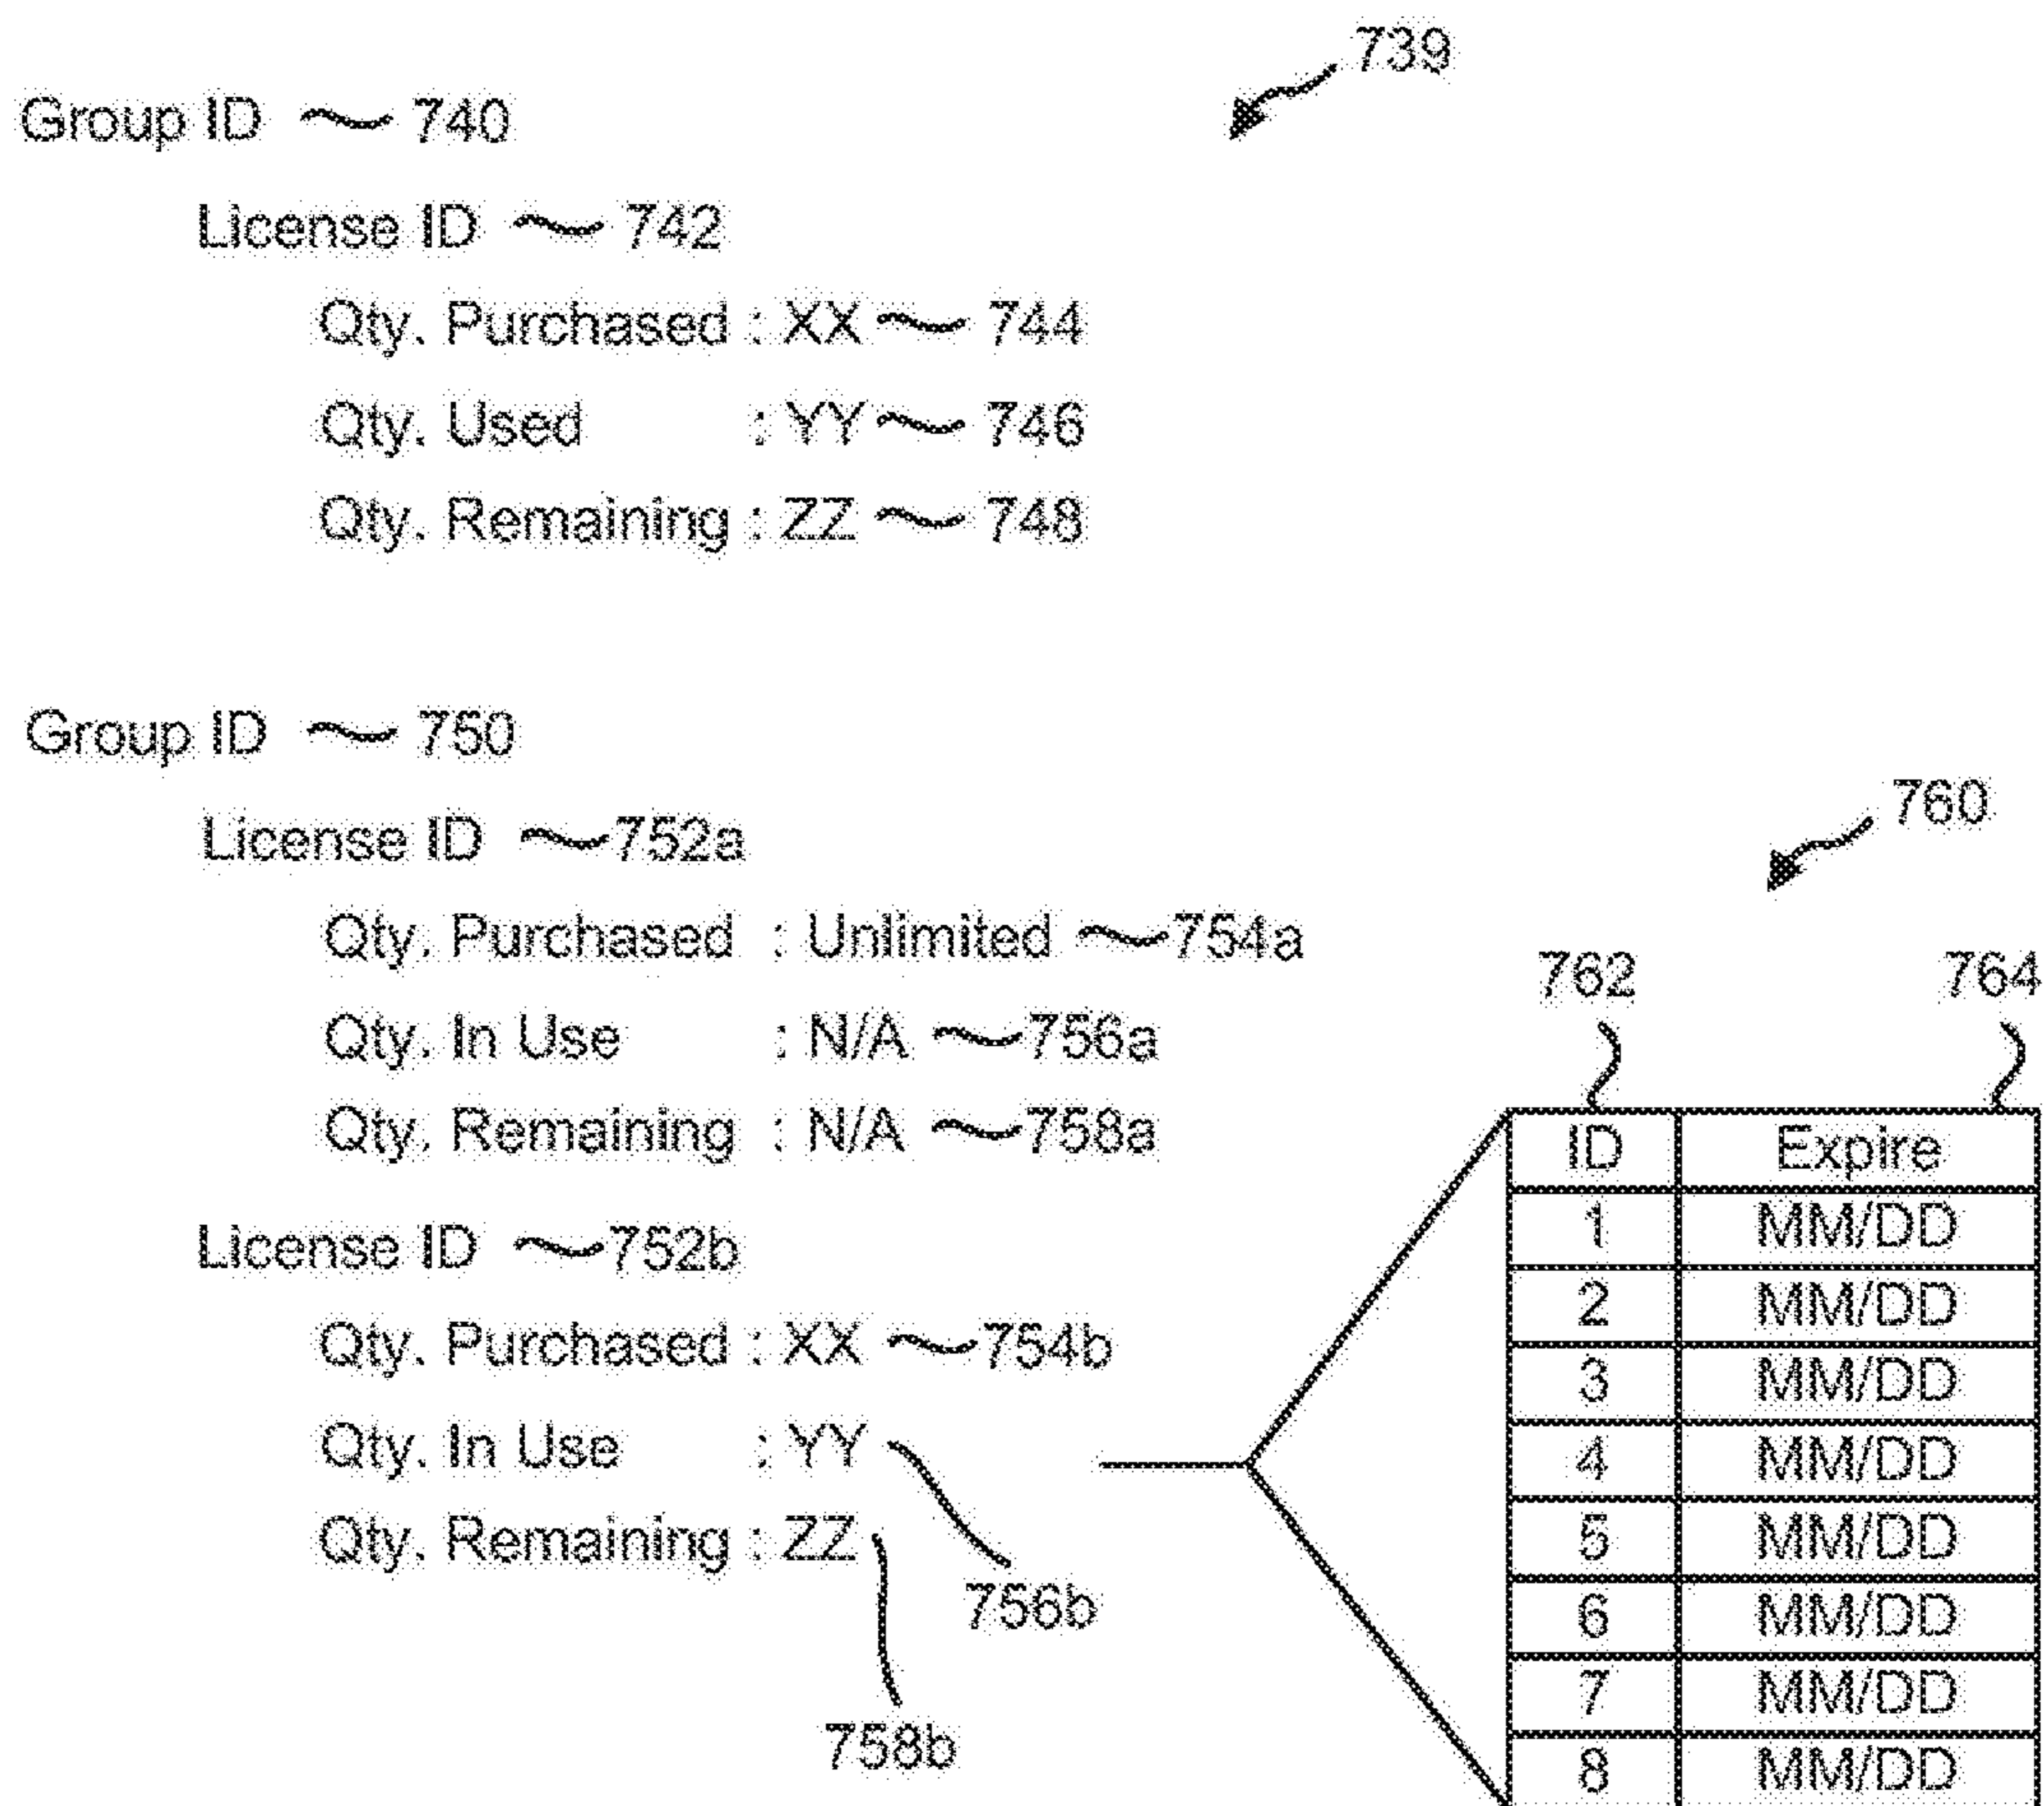 739
Group ID 740
License ID 742
Qty. Purchased : XX 744
Qty. Used : YY 746
Qty. Remaining : ZZ 748
Group ID 750
760
License ID 752a
Qty. Purchased : Unlimited 754a
762 764
Qty. In Use : N/A 756a
Qty. Remaining : N/A 758a
ID Expire
1 MM/DD
License ID 752b
2 MM/DD
Qty. Purchased : XX 754b
3 MM/DD
Qty. In Use : YY
4 MM/DD
Qty. Remaining : ZZ
5 MM/DD
756b
6 MM/DD
7 MM/DD
758b
8 MM/DD